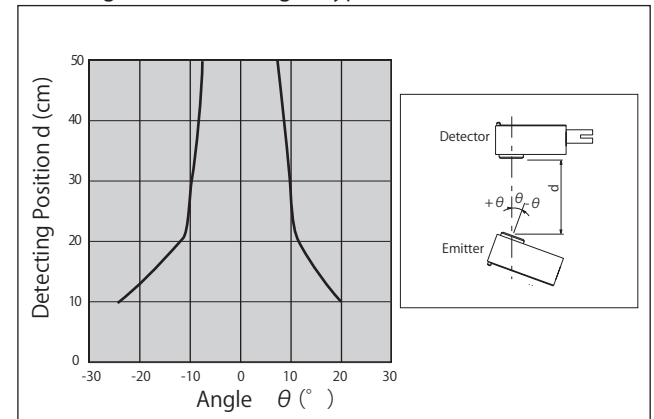 50
40
30
20
10
0
-30 -20 -10 0 10 20 30
Detecting Position d (cm)
Angle θ (° )
Detector
d
+θ θ -θ
Emitter